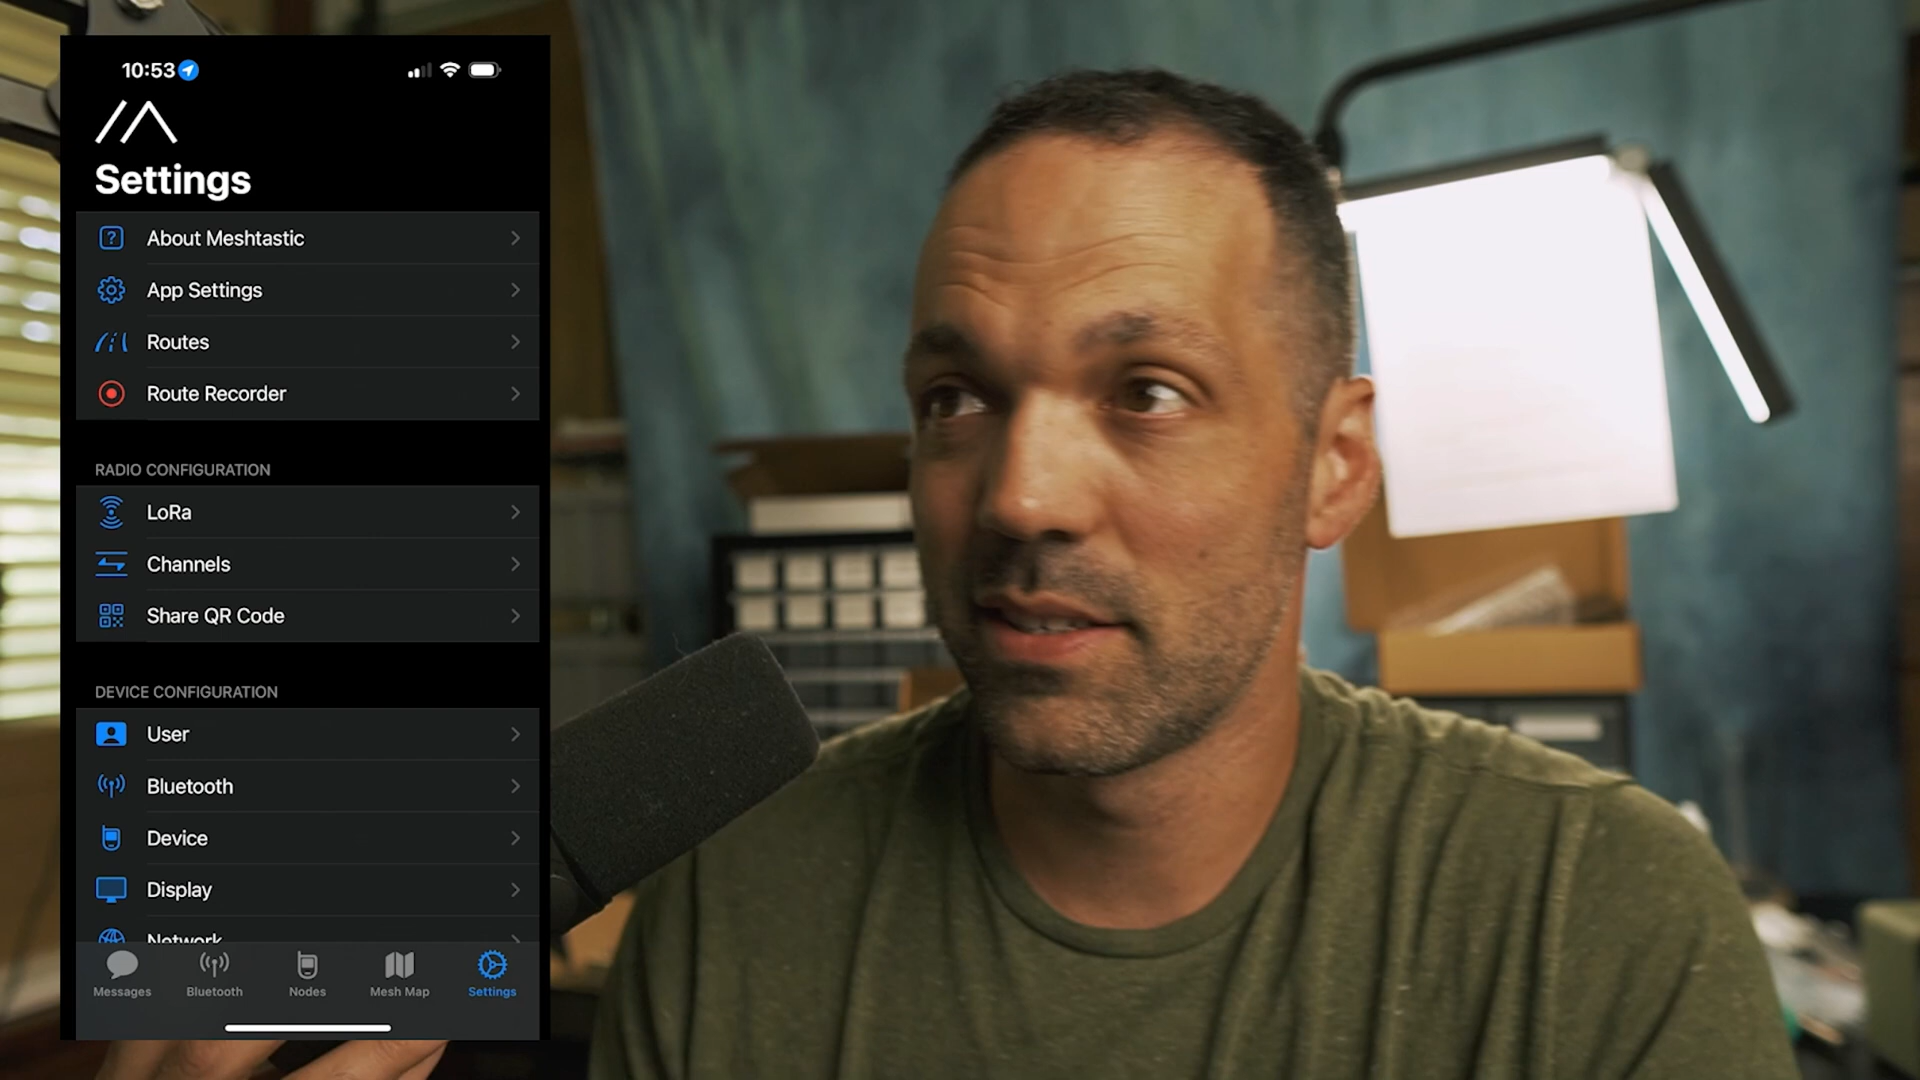 10:53
Settings
About Meshtastic
App Settings
Routes
Route Recorder
RADIO CONFIGURATION
LoRa
Channels
Share QR Code
DEVICE CONFIGURATION
User
Bluetooth
Device
Display
Network
Messages
Bluetooth
Nodes
Mesh Map
Settings